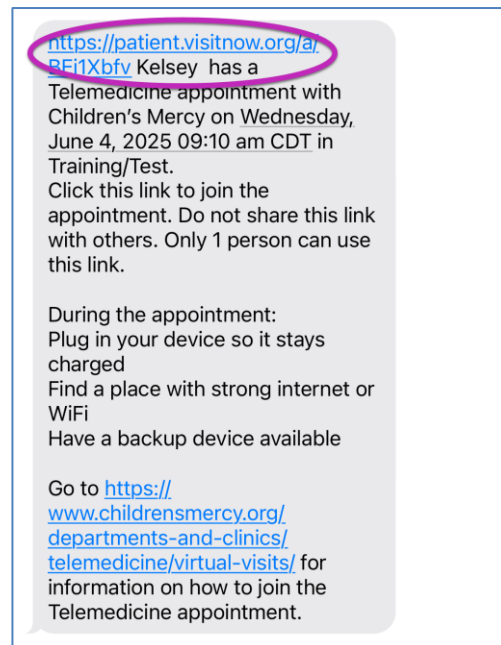 https://patient.visitnow.org/a/
BFj1Xbfv Kelsey  has a
Telemedicine appointment with
Children's Mercy on Wednesday,
June 4, 2025 09:10 am CDT in
Training/Test.
Click this link to join the
appointment. Do not share this link
with others. Only 1 person can use
this link.

During the appointment:
Plug in your device so it stays
charged
Find a place with strong internet or
WiFi
Have a backup device available

Go to https://
www.childrensmercy.org/
departments-and-clinics/
telemedicine/virtual-visits/ for
information on how to join the
Telemedicine appointment.